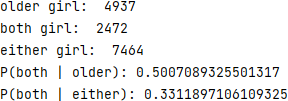 older girl:  4937
both girl:  2472
either girl:  7464
P(both | older): 0.5007089325501317
P(both | either): 0.3311897106109325